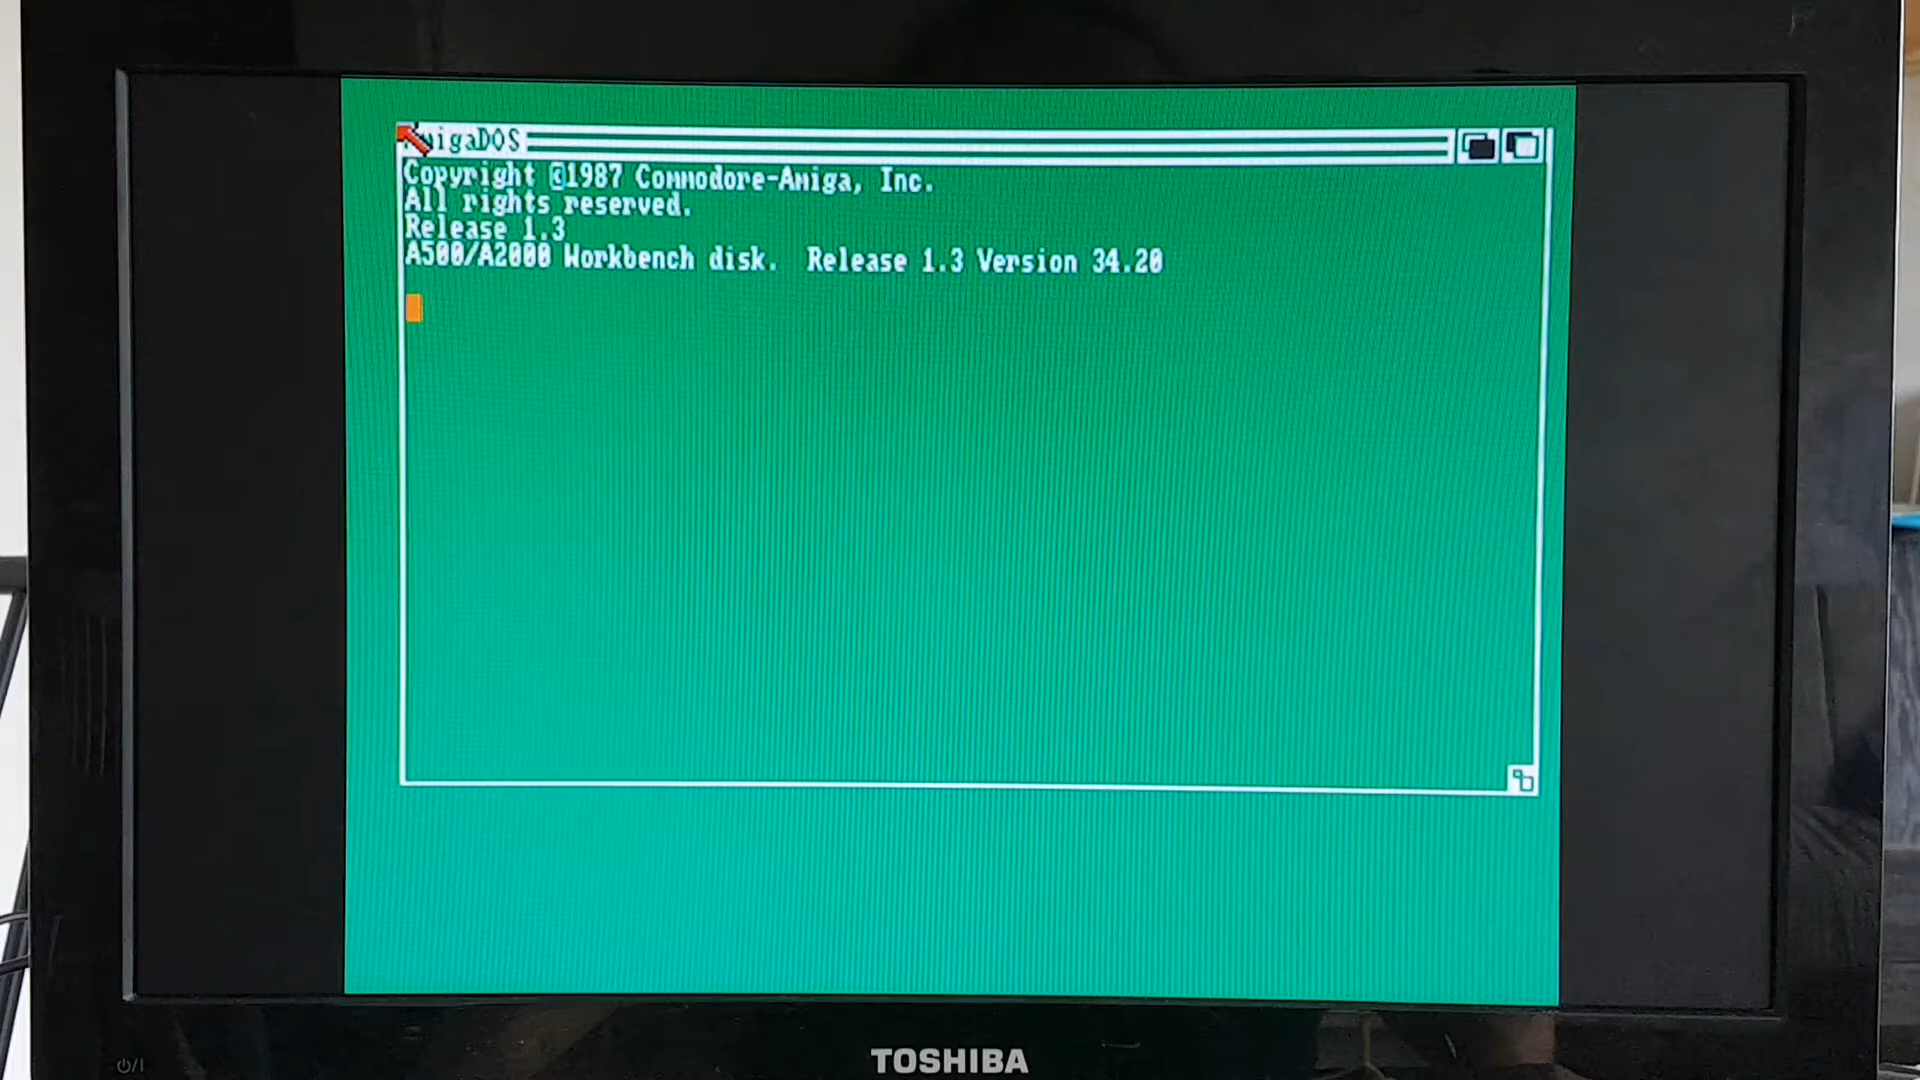 AmigaDOS
Copyright ©1987 Commodore-Amiga, Inc.
All rights reserved.
Release 1.3
A500/A2000 Workbench disk.  Release 1.3 Version 34.20
TOSHIBA